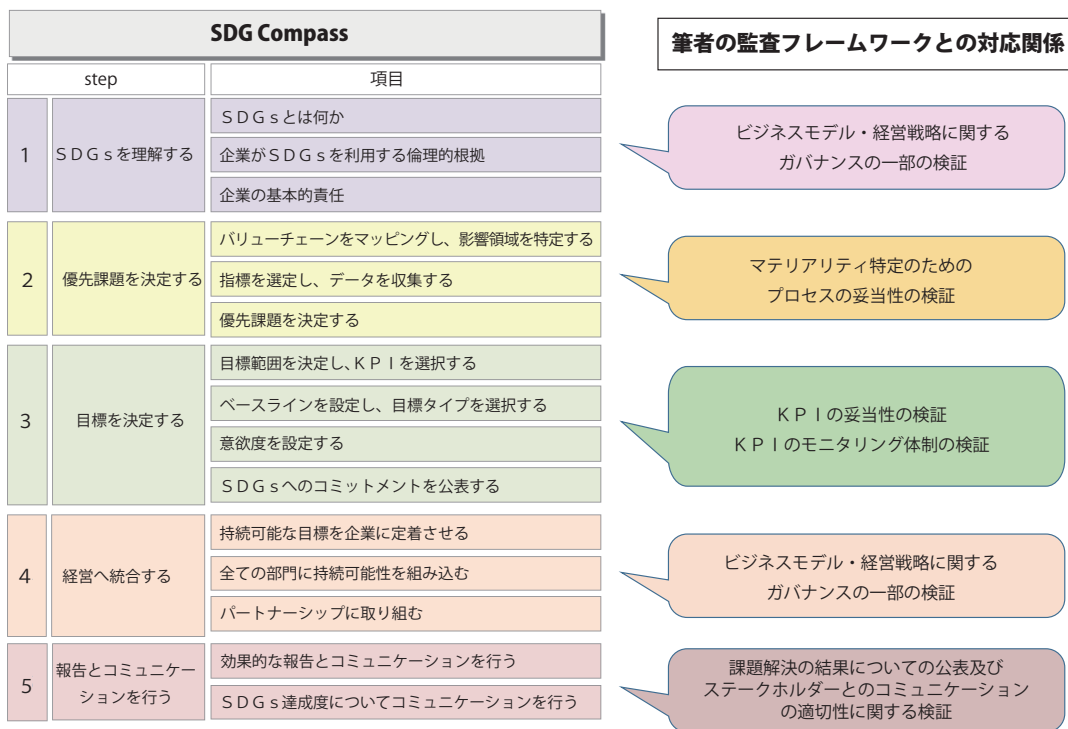 SDG Compass
筆者の監査フレームワークとの対応関係
step
項目
1
ＳＤＧｓを理解する
ＳＤＧｓとは何か
企業がＳＤＧｓを利用する倫理的根拠
企業の基本的責任
ビジネスモデル・経営戦略に関する
ガバナンスの一部の検証
2
優先課題を決定する
バリューチェーンをマッピングし、影響領域を特定する
指標を選定し、データを収集する
優先課題を決定する
マテリアリティ特定のための
プロセスの妥当性の検証
3
目標を決定する
目標範囲を決定し、ＫＰＩを選択する
ベースラインを設定し、目標タイプを選択する
意欲度を設定する
ＳＤＧｓへのコミットメントを公表する
ＫＰＩの妥当性の検証
ＫＰＩのモニタリング体制の検証
4
経営へ統合する
持続可能な目標を企業に定着させる
全ての部門に持続可能性を組み込む
パートナーシップに取り組む
ビジネスモデル・経営戦略に関する
ガバナンスの一部の検証
5
報告とコミュニケー
ションを行う
効果的な報告とコミュニケーションを行う
ＳＤＧｓ達成度についてコミュニケーションを行う
課題解決の結果についての公表及び
ステークホルダーとのコミュニケーション
の適切性に関する検証